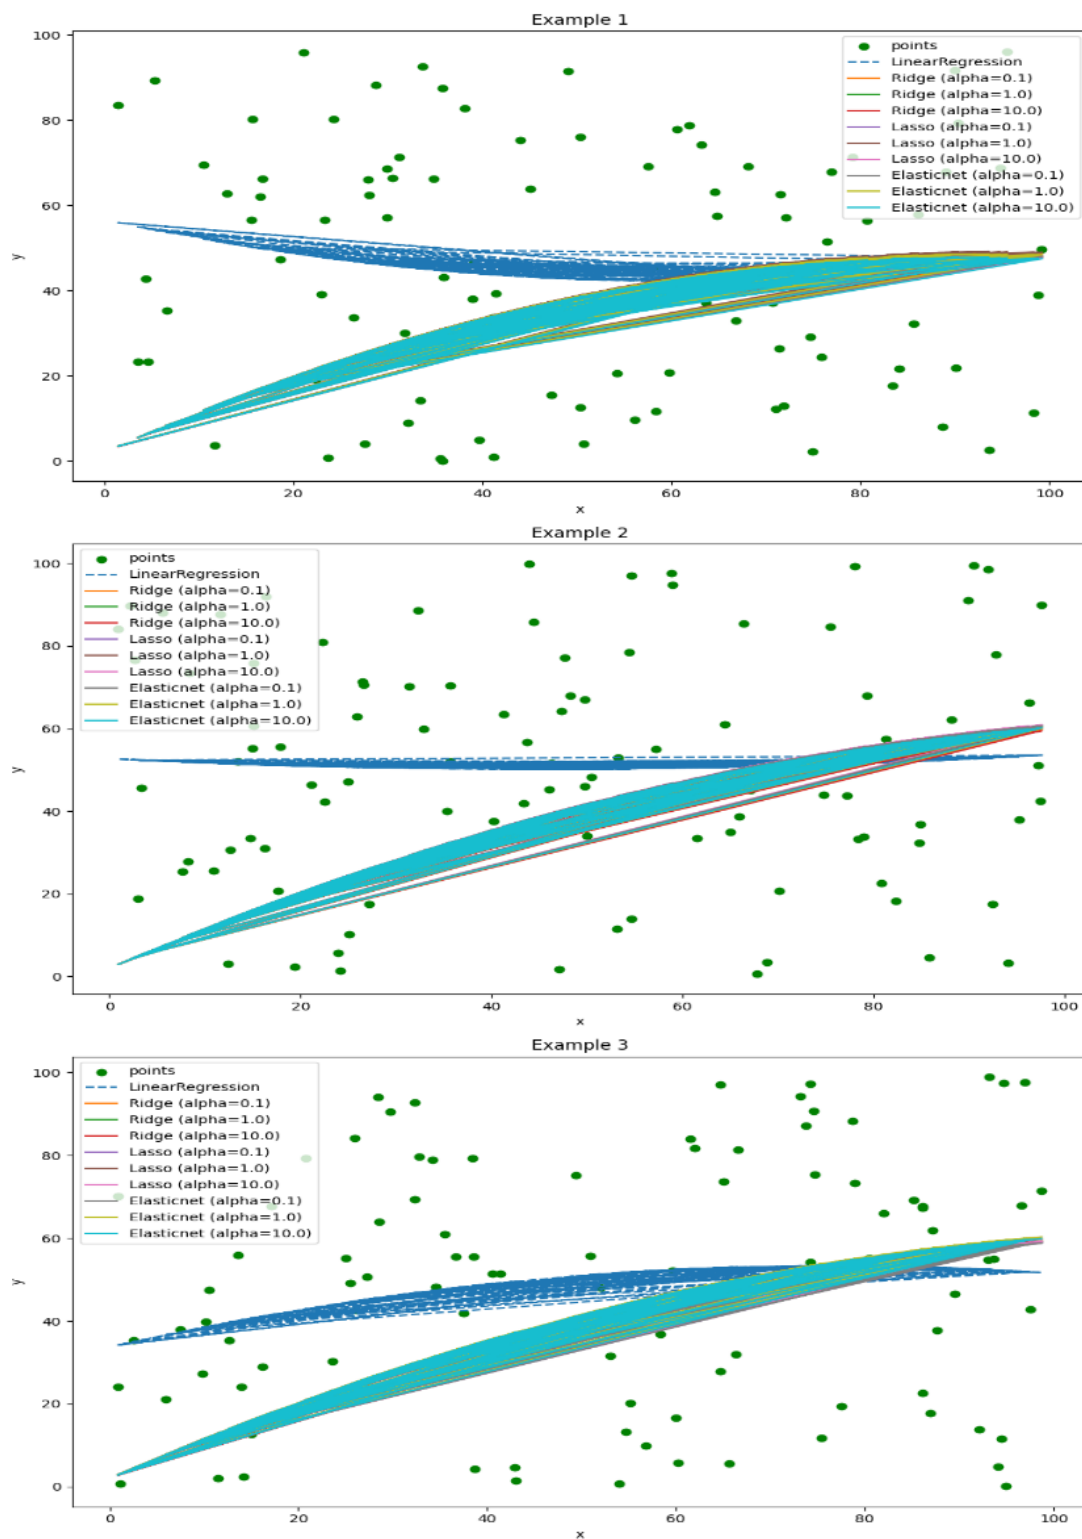 Example 1
100
80
60
40
20
0
y
points
LinearRegression
Ridge (alpha=0.1)
Ridge (alpha=1.0)
Ridge (alpha=10.0)
Lasso (alpha=0.1)
Lasso (alpha=1.0)
Lasso (alpha=10.0)
Elasticnet (alpha=0.1)
Elasticnet (alpha=1.0)
Elasticnet (alpha=10.0)
0 20 40 60 80 100
x
Example 2
100
80
60
40
20
0
y
points
LinearRegression
Ridge (alpha=0.1)
Ridge (alpha=1.0)
Ridge (alpha=10.0)
Lasso (alpha=0.1)
Lasso (alpha=1.0)
Lasso (alpha=10.0)
Elasticnet (alpha=0.1)
Elasticnet (alpha=1.0)
Elasticnet (alpha=10.0)
0 20 40 60 80 100
x
Example 3
100
80
60
40
20
0
y
points
LinearRegression
Ridge (alpha=0.1)
Ridge (alpha=1.0)
Ridge (alpha=10.0)
Lasso (alpha=0.1)
Lasso (alpha=1.0)
Lasso (alpha=10.0)
Elasticnet (alpha=0.1)
Elasticnet (alpha=1.0)
Elasticnet (alpha=10.0)
0 20 40 60 80 100
x